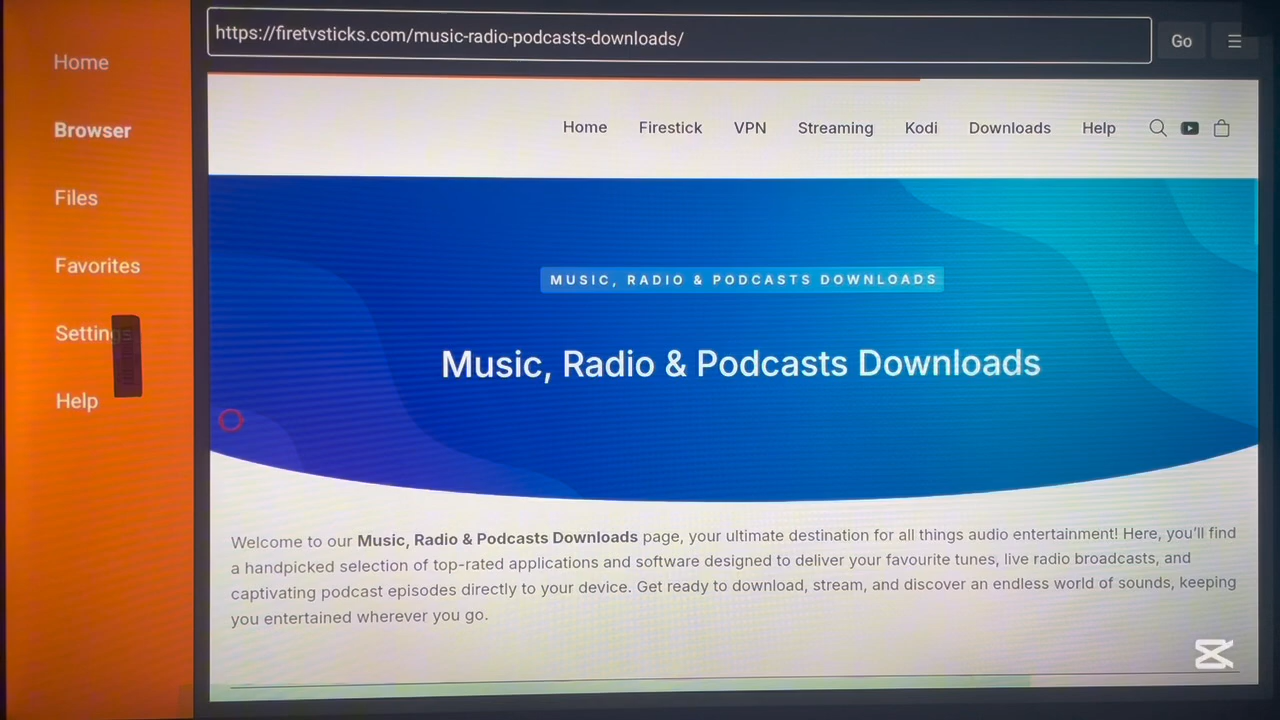 Home
Browser
Files
Favorites
Settings
Help
https://firetvsticks.com/music-radio-podcasts-downloads/
Go
Home Firestick VPN Streaming Kodi Downloads Help
MUSIC, RADIO & PODCASTS DOWNLOADS
Music, Radio & Podcasts Downloads
Welcome to our Music, Radio & Podcasts Downloads page, your ultimate destination for all things audio entertainment! Here, you'll find
a handpicked selection of top-rated applications and software designed to deliver your favourite tunes, live radio broadcasts, and
captivating podcast episodes directly to your device. Get ready to download, stream, and discover an endless world of sounds, keeping
you entertained wherever you go.